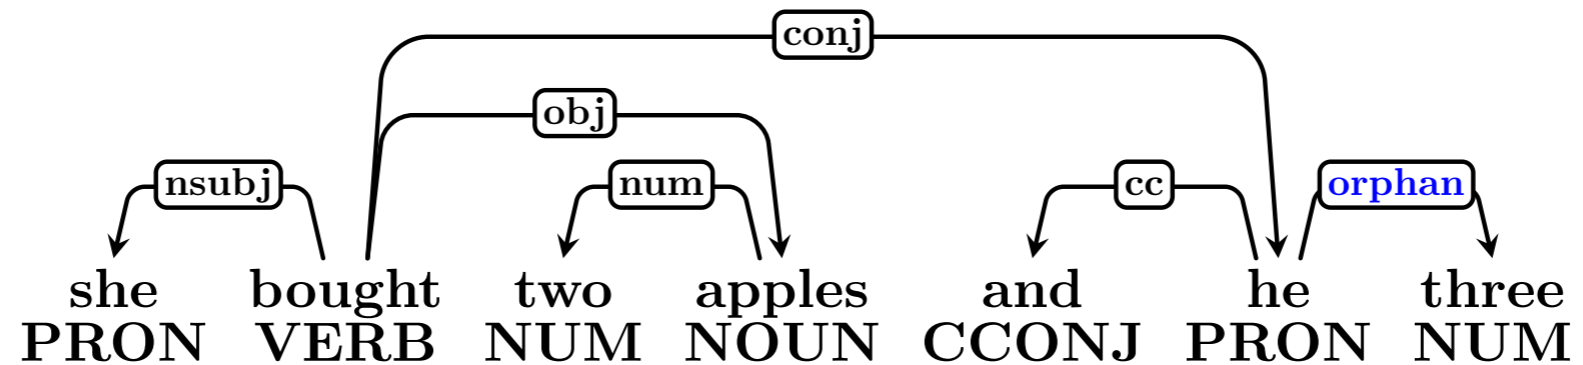 conj
obj
nsubj num cc orphan
she bought two apples and he three
PRON VERB NUM NOUN CCONJ PRON NUM